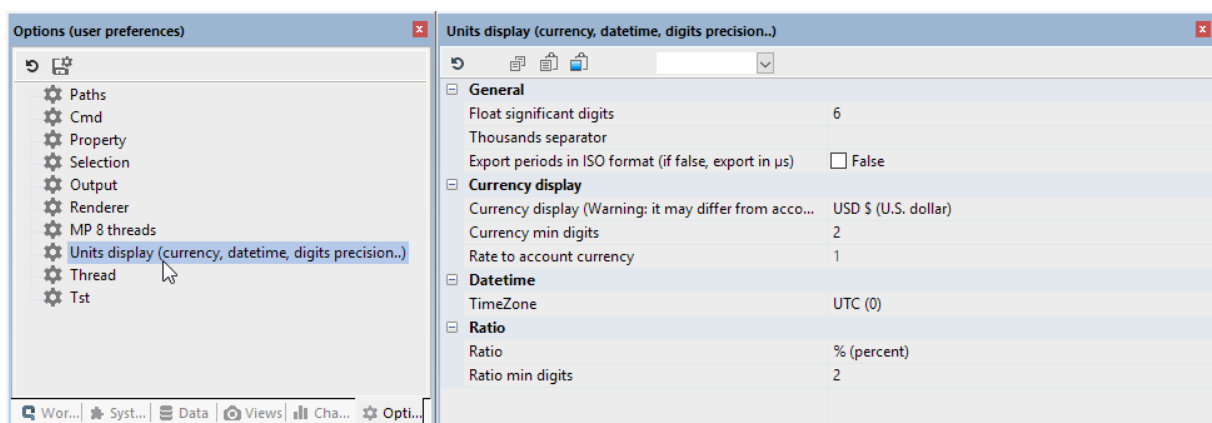 Options (user preferences)
Paths
Cmd
Property
Selection
Output
Renderer
MP 8 threads
Units display (currency, datetime, digits precision..)
Thread
Tst
Wor... Syst... Data Views Cha... Opti...
Units display (currency, datetime, digits precision..)
General
Float significant digits 6
Thousands separator
Export periods in ISO format (if false, export in µs) False
Currency display
Currency display (Warning: it may differ from acco... USD $ (U.S. dollar)
Currency min digits 2
Rate to account currency 1
Datetime
TimeZone UTC (0)
Ratio
Ratio % (percent)
Ratio min digits 2